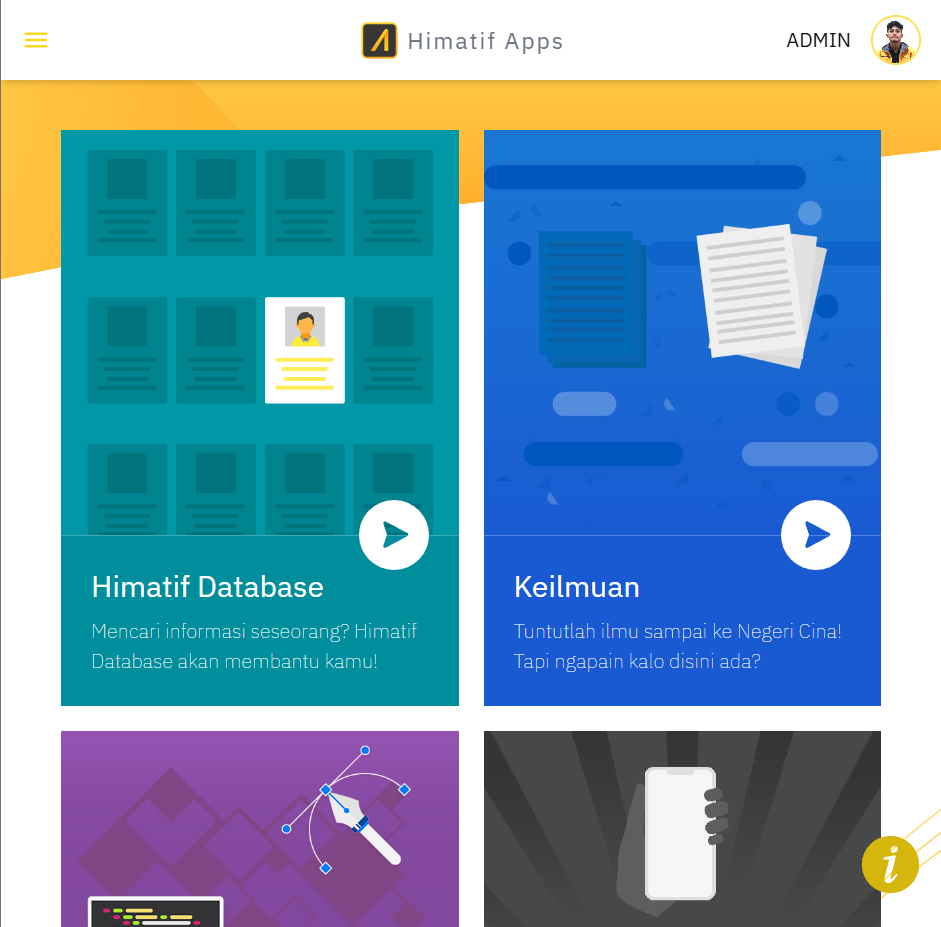 Himatif Apps
ADMIN
Himatif Database
Mencari informasi seseorang? Himatif
Database akan membantu kamu!
Keilmuan
Tuntutlah ilmu sampai ke Negeri Cina!
Tapi ngapain kalo disini ada?
i